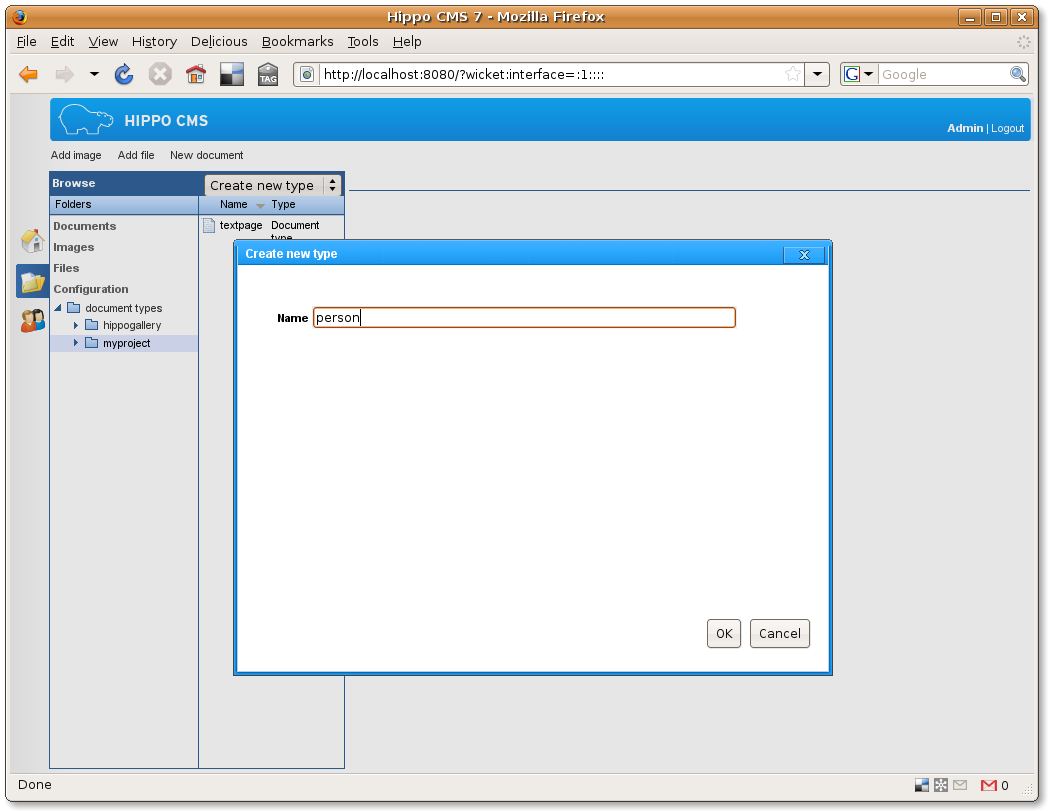 Hippo CMS 7 - Mozilla Firefox
File Edit View History Delicious Bookmarks Tools Help
TAG http://localhost:8080/?wicket:interface=:1:::: G Google
HIPPO CMS
Admin | Logout
Add image Add file New document
Browse Create new type
Folders Name Type
Documents textpage Document
type
Images
Files
Configuration
document types
hippogallery
myproject
Create new type x
Name person
OK Cancel
Done 0